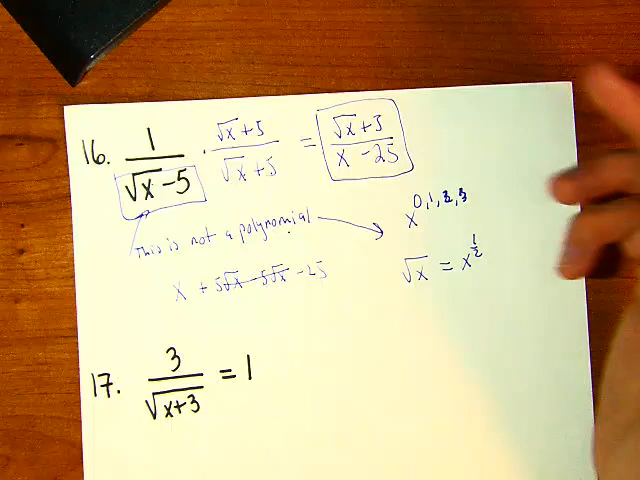 16. 1/(√x - 5) · (√x + 5)/(√x + 5) = (√x + 5)/(x - 25)
This is not a polynomial
x^0,1,2,3
x + 5√x - 5√x - 25
√x = x^1/2
17. 3/√(x+3) = 1